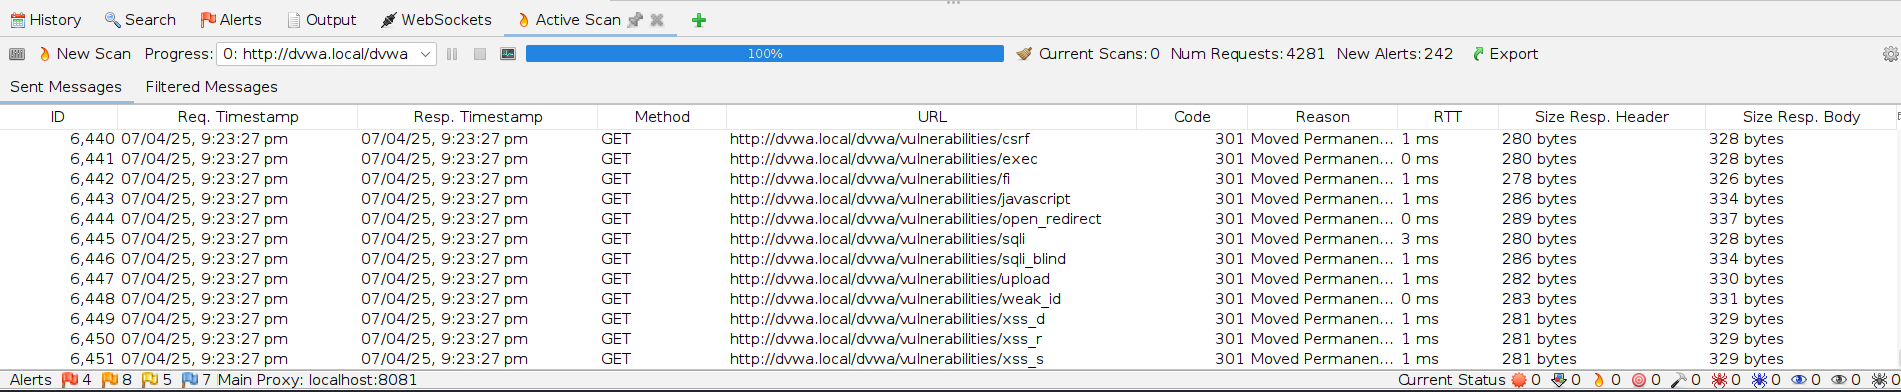 History Search Alerts Output WebSockets Active Scan
New Scan Progress: 0: http://dvwa.local/dvwa 100% Current Scans: 0 Num Requests: 4281 New Alerts: 242 Export
Sent Messages Filtered Messages
ID Req. Timestamp Resp. Timestamp Method URL Code Reason RTT Size Resp. Header Size Resp. Body
6,440 07/04/25, 9:23:27 pm 07/04/25, 9:23:27 pm GET http://dvwa.local/dvwa/vulnerabilities/csrf 301 Moved Permanen... 1 ms 280 bytes 328 bytes
6,441 07/04/25, 9:23:27 pm 07/04/25, 9:23:27 pm GET http://dvwa.local/dvwa/vulnerabilities/exec 301 Moved Permanen... 0 ms 280 bytes 328 bytes
6,442 07/04/25, 9:23:27 pm 07/04/25, 9:23:27 pm GET http://dvwa.local/dvwa/vulnerabilities/fi 301 Moved Permanen... 1 ms 278 bytes 326 bytes
6,443 07/04/25, 9:23:27 pm 07/04/25, 9:23:27 pm GET http://dvwa.local/dvwa/vulnerabilities/javascript 301 Moved Permanen... 1 ms 286 bytes 334 bytes
6,444 07/04/25, 9:23:27 pm 07/04/25, 9:23:27 pm GET http://dvwa.local/dvwa/vulnerabilities/open_redirect 301 Moved Permanen... 0 ms 289 bytes 337 bytes
6,445 07/04/25, 9:23:27 pm 07/04/25, 9:23:27 pm GET http://dvwa.local/dvwa/vulnerabilities/sqli 301 Moved Permanen... 3 ms 280 bytes 328 bytes
6,446 07/04/25, 9:23:27 pm 07/04/25, 9:23:27 pm GET http://dvwa.local/dvwa/vulnerabilities/sqli_blind 301 Moved Permanen... 1 ms 286 bytes 334 bytes
6,447 07/04/25, 9:23:27 pm 07/04/25, 9:23:27 pm GET http://dvwa.local/dvwa/vulnerabilities/upload 301 Moved Permanen... 1 ms 282 bytes 330 bytes
6,448 07/04/25, 9:23:27 pm 07/04/25, 9:23:27 pm GET http://dvwa.local/dvwa/vulnerabilities/weak_id 301 Moved Permanen... 0 ms 283 bytes 331 bytes
6,449 07/04/25, 9:23:27 pm 07/04/25, 9:23:27 pm GET http://dvwa.local/dvwa/vulnerabilities/xss_d 301 Moved Permanen... 1 ms 281 bytes 329 bytes
6,450 07/04/25, 9:23:27 pm 07/04/25, 9:23:27 pm GET http://dvwa.local/dvwa/vulnerabilities/xss_r 301 Moved Permanen... 1 ms 281 bytes 329 bytes
6,451 07/04/25, 9:23:27 pm 07/04/25, 9:23:27 pm GET http://dvwa.local/dvwa/vulnerabilities/xss_s 301 Moved Permanen... 1 ms 281 bytes 329 bytes
Alerts 4 8 5 7 Main Proxy: localhost:8081 Current Status 0 0 0 0 0 0 0 0 0 0